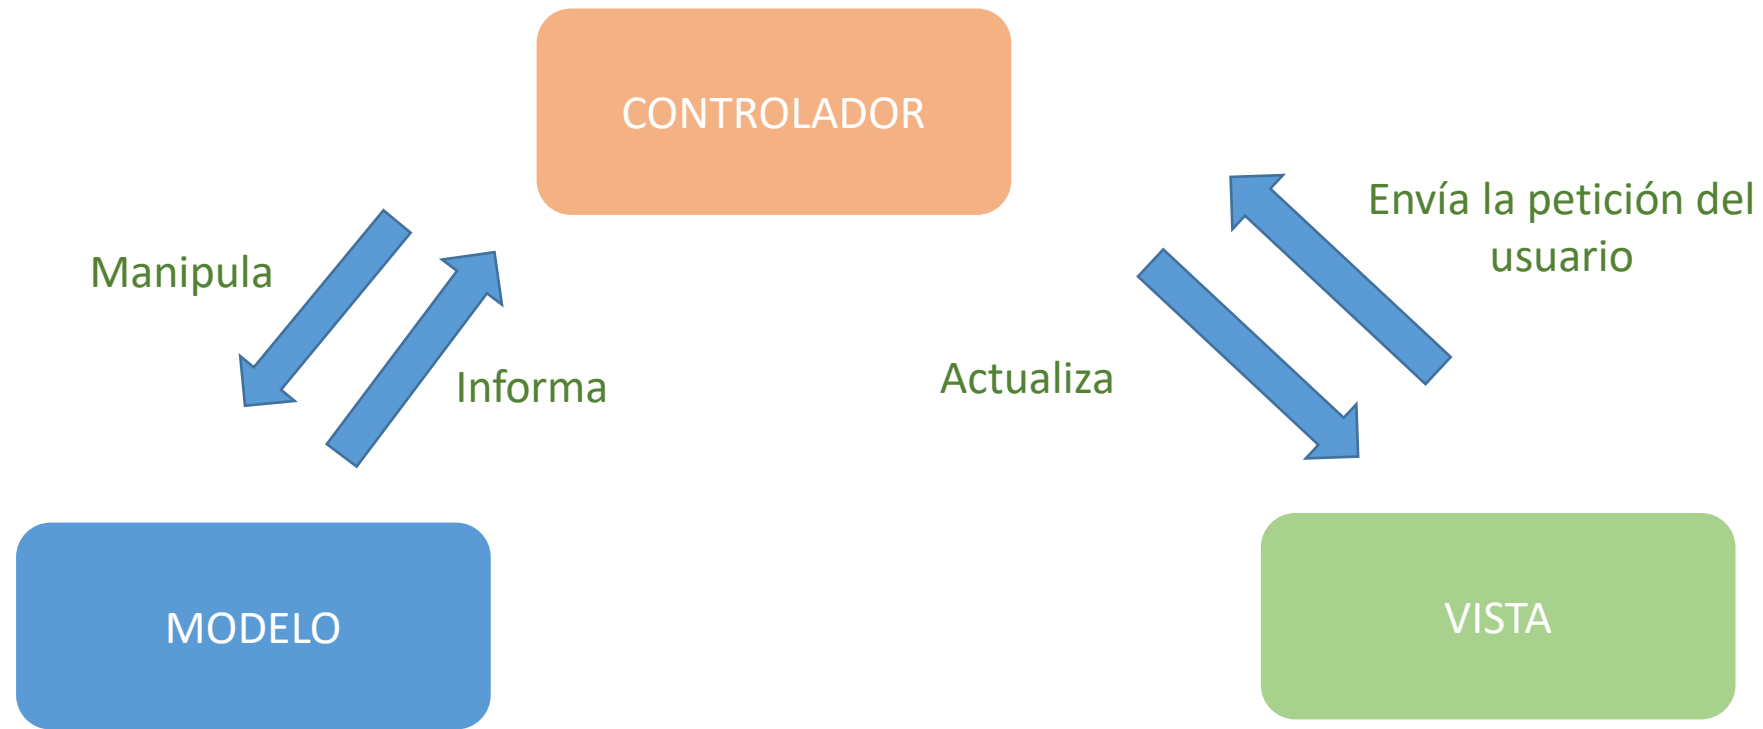 CONTROLADOR
Envía la petición del
usuario
Manipula
Informa
Actualiza
MODELO
VISTA